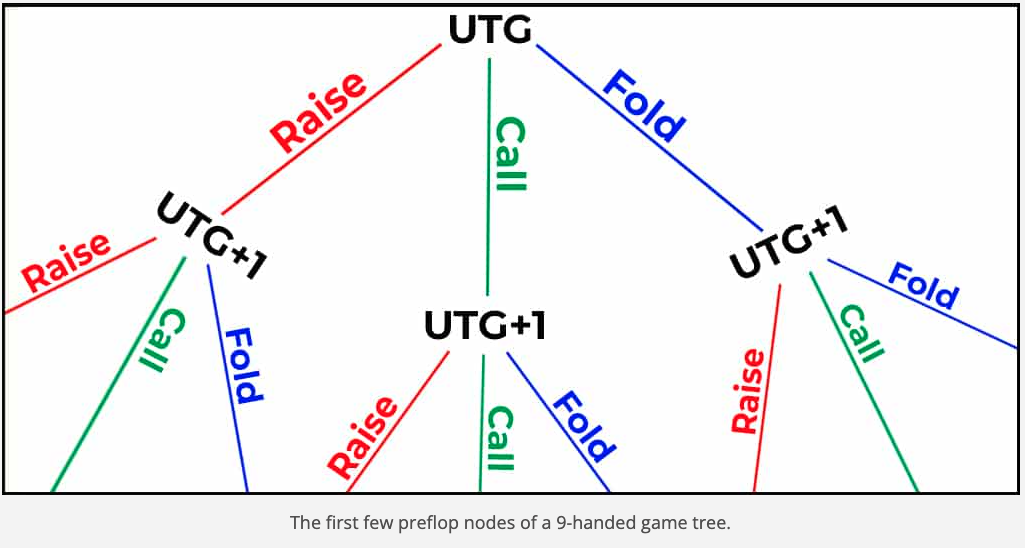 UTG
Raise
Call
Fold
UTG+1
UTG+1
UTG+1
Raise
Call
Fold
Raise
Call
Fold
Raise
Call
Fold
The first few preflop nodes of a 9-handed game tree.